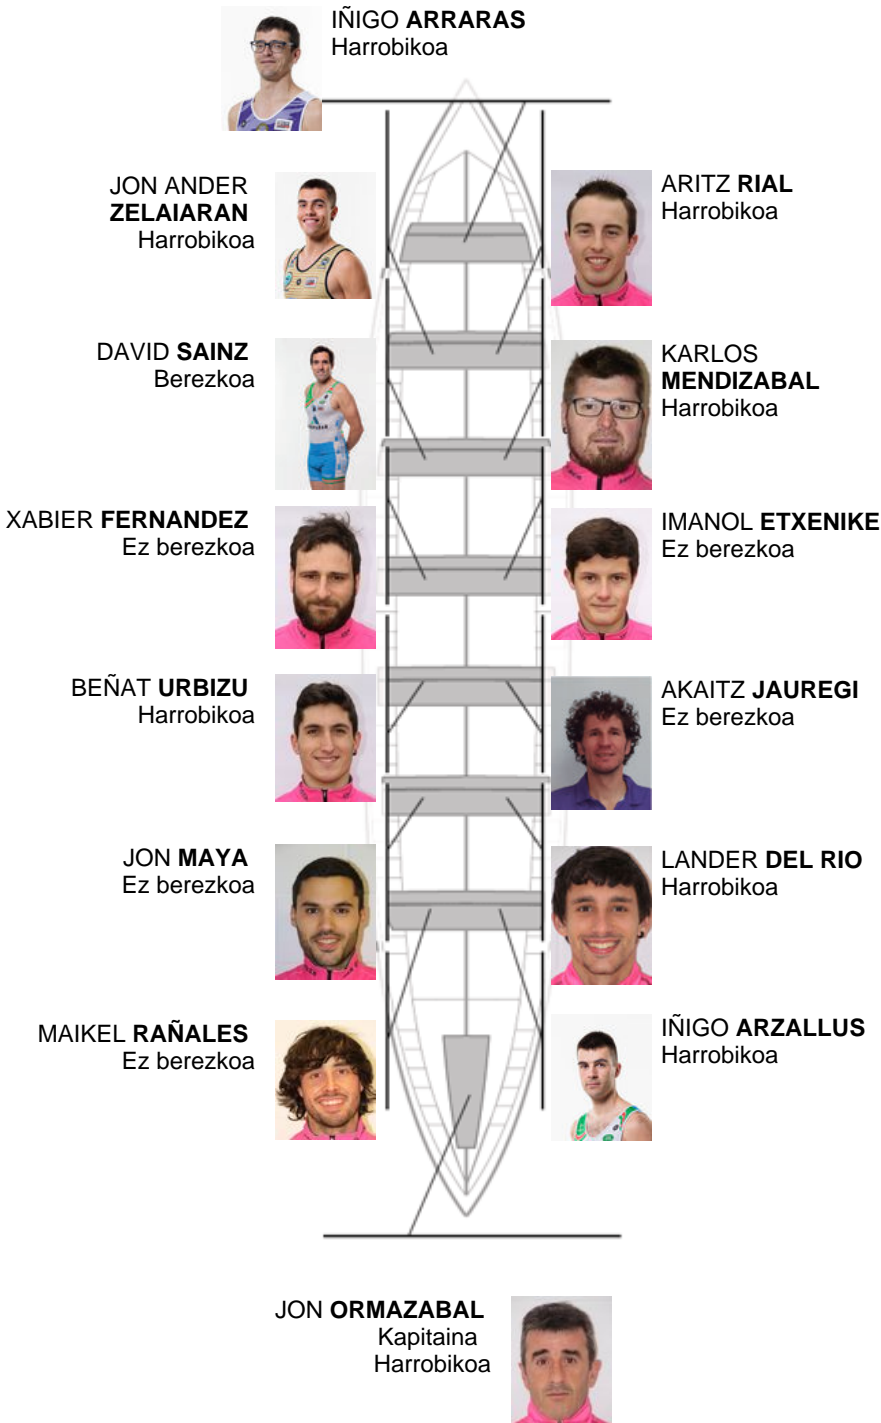 IÑIGO ARRARAS
Harrobikoa
JON ANDER
ZELAIARAN
Harrobikoa
ARITZ RIAL
Harrobikoa
DAVID SAINZ
Berezkoa
KARLOS
MENDIZABAL
Harrobikoa
XABIER FERNANDEZ
Ez berezkoa
IMANOL ETXENIKE
Ez berezkoa
BEÑAT URBIZU
Harrobikoa
AKAITZ JAUREGI
Ez berezkoa
JON MAYA
Ez berezkoa
LANDER DEL RIO
Harrobikoa
MAIKEL RAÑALES
Ez berezkoa
IÑIGO ARZALLUS
Harrobikoa
JON ORMAZABAL
Kapitaina
Harrobikoa